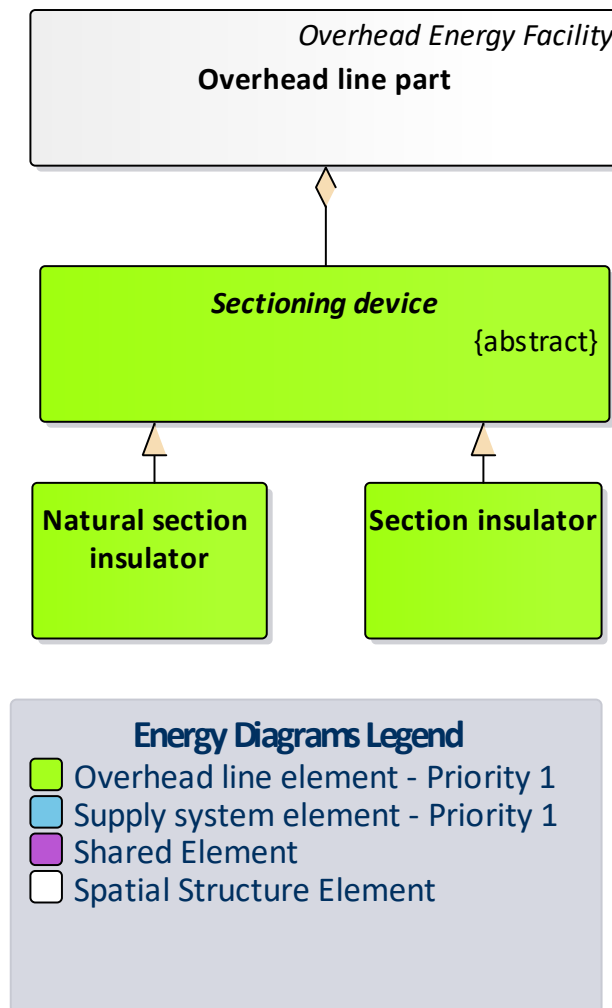 Overhead Energy Facility
Overhead line part
Sectioning device
{abstract}
Natural section
insulator
Section insulator
Energy Diagrams Legend
Overhead line element - Priority 1
Supply system element - Priority 1
Shared Element
Spatial Structure Element